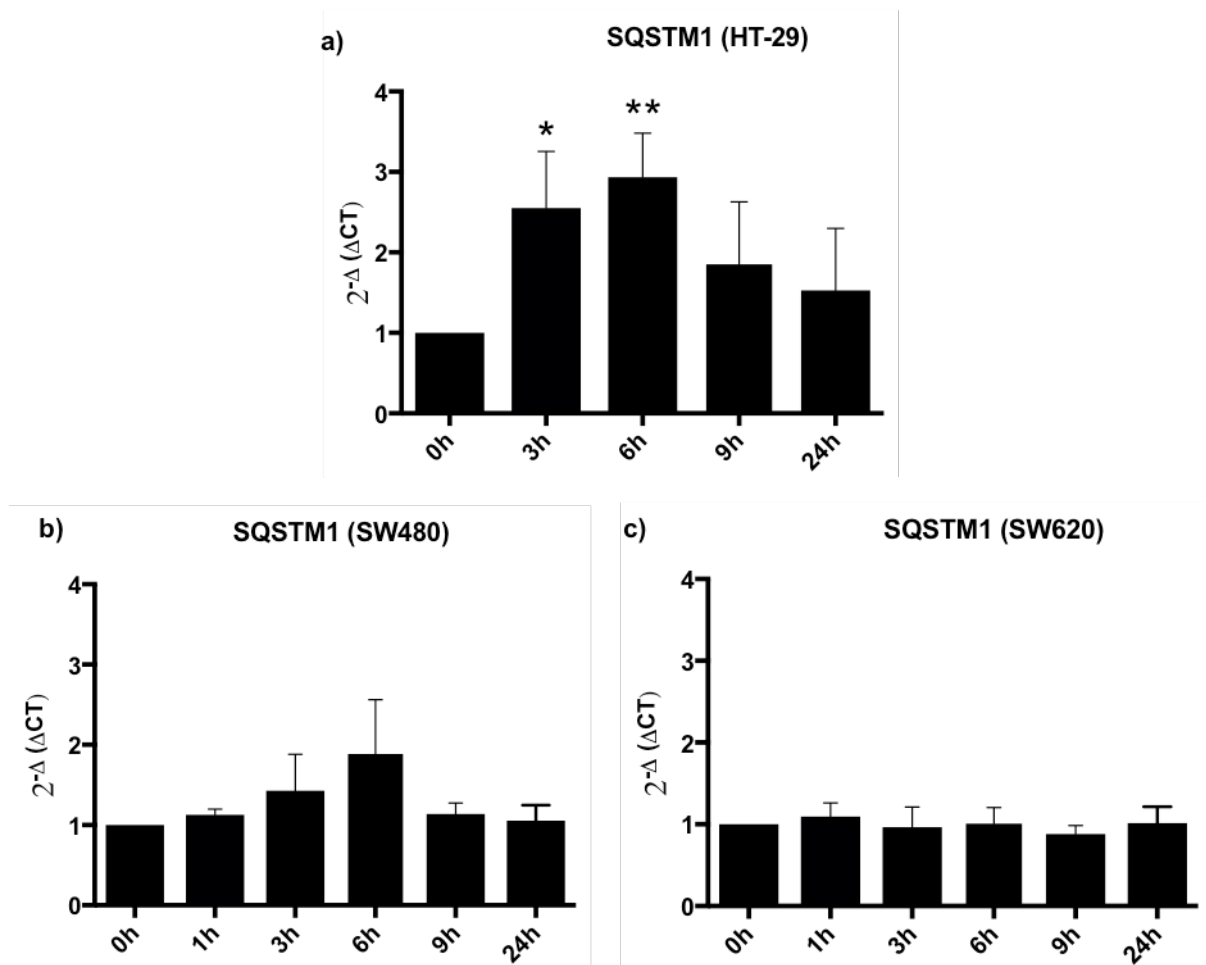 a)
SQSTM1 (HT-29)
4
3
2
1
0
2-Δ (ΔCT)
*
**
0h 3h 6h 9h 24h
b)
SQSTM1 (SW480)
4
3
2
1
0
2-Δ (ΔCT)
0h 1h 3h 6h 9h 24h
c)
SQSTM1 (SW620)
4
3
2
1
0
2-Δ (ΔCT)
0h 1h 3h 6h 9h 24h